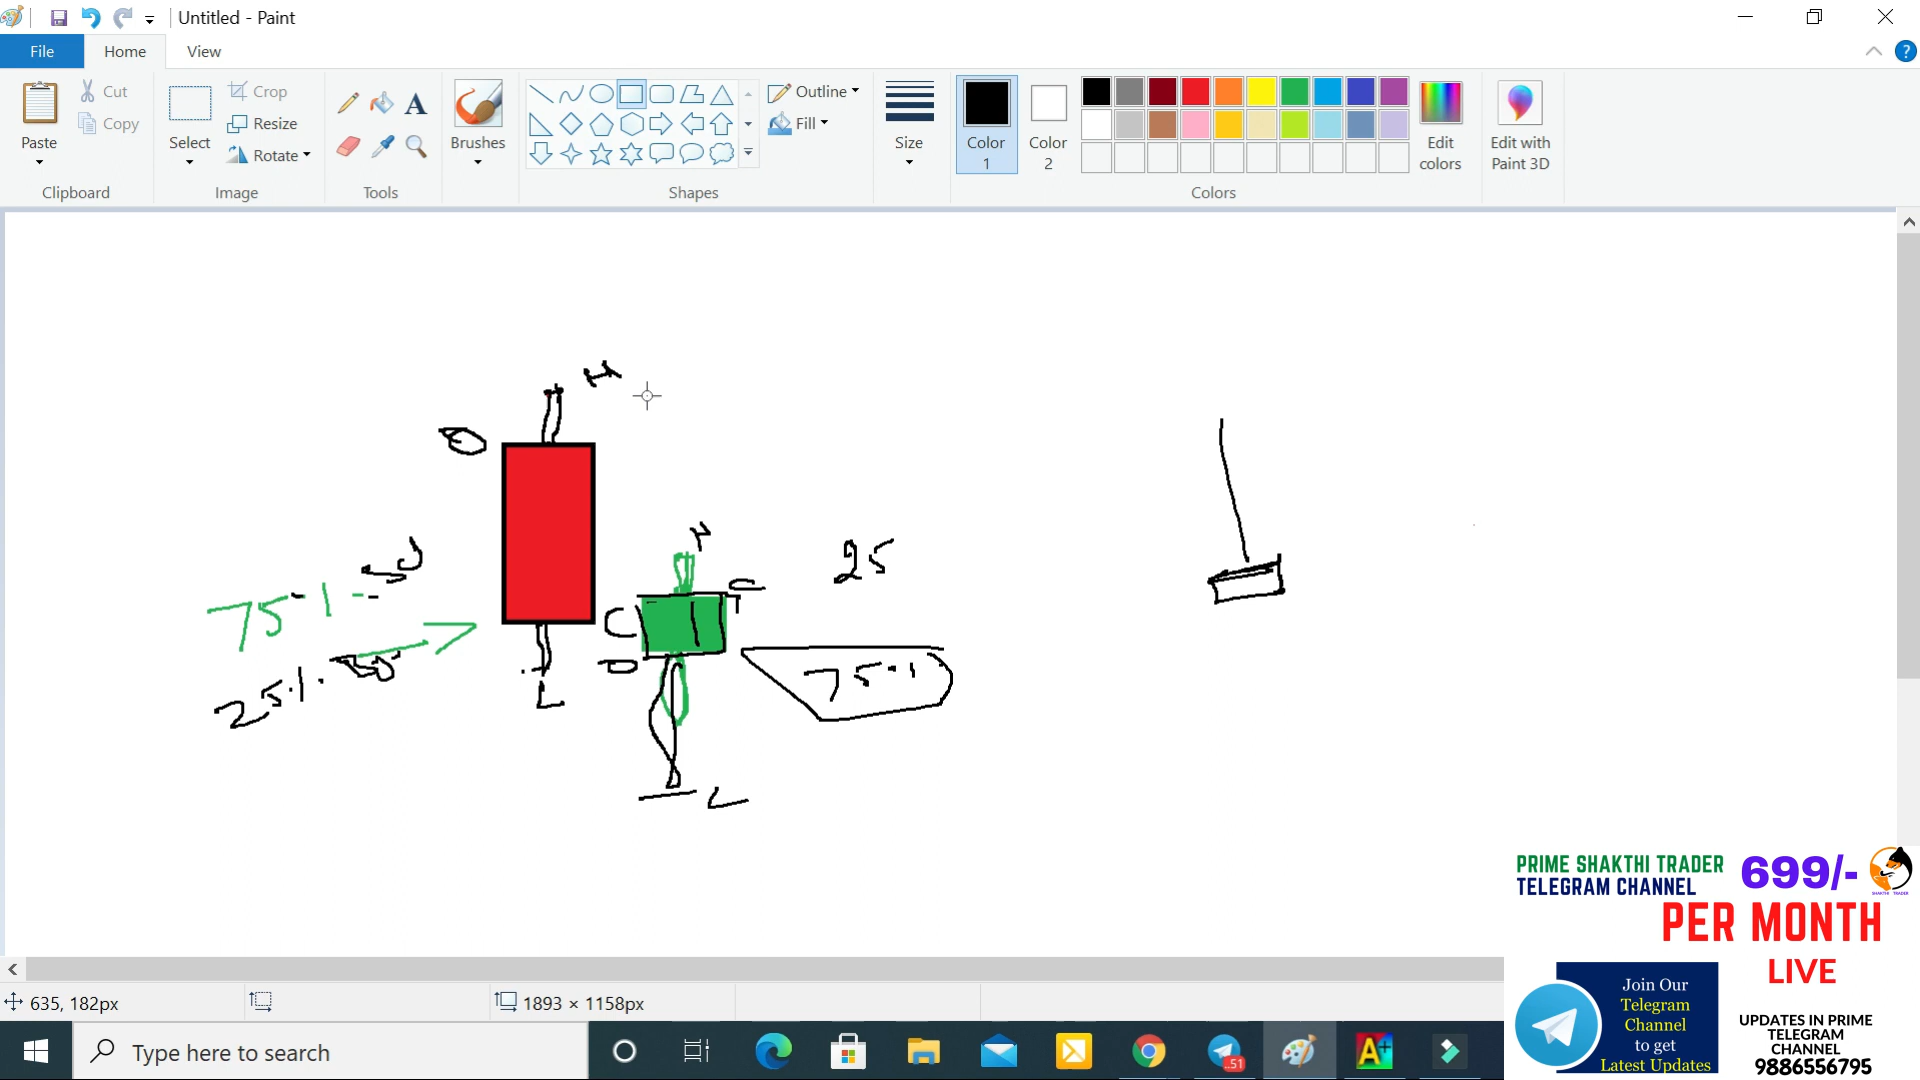 Untitled - Paint
File
Home
View
Paste
Cut
Copy
Clipboard
Select
Crop
Resize
Rotate
Image
Tools
Brushes
Shapes
Outline
Fill
Size
Color 1
Color 2
Colors
Edit colors
Edit with Paint 3D
H
H
25
C
75
L
L
635, 182px
1893 × 1158px
Type here to search
51
PRIME SHAKTHI TRADER
TELEGRAM CHANNEL
699/-
SHAKTHI TRADER
PER MONTH
LIVE
Join Our
Telegram
Channel
to get
Latest Updates
UPDATES IN PRIME
TELEGRAM
CHANNEL
9886556795